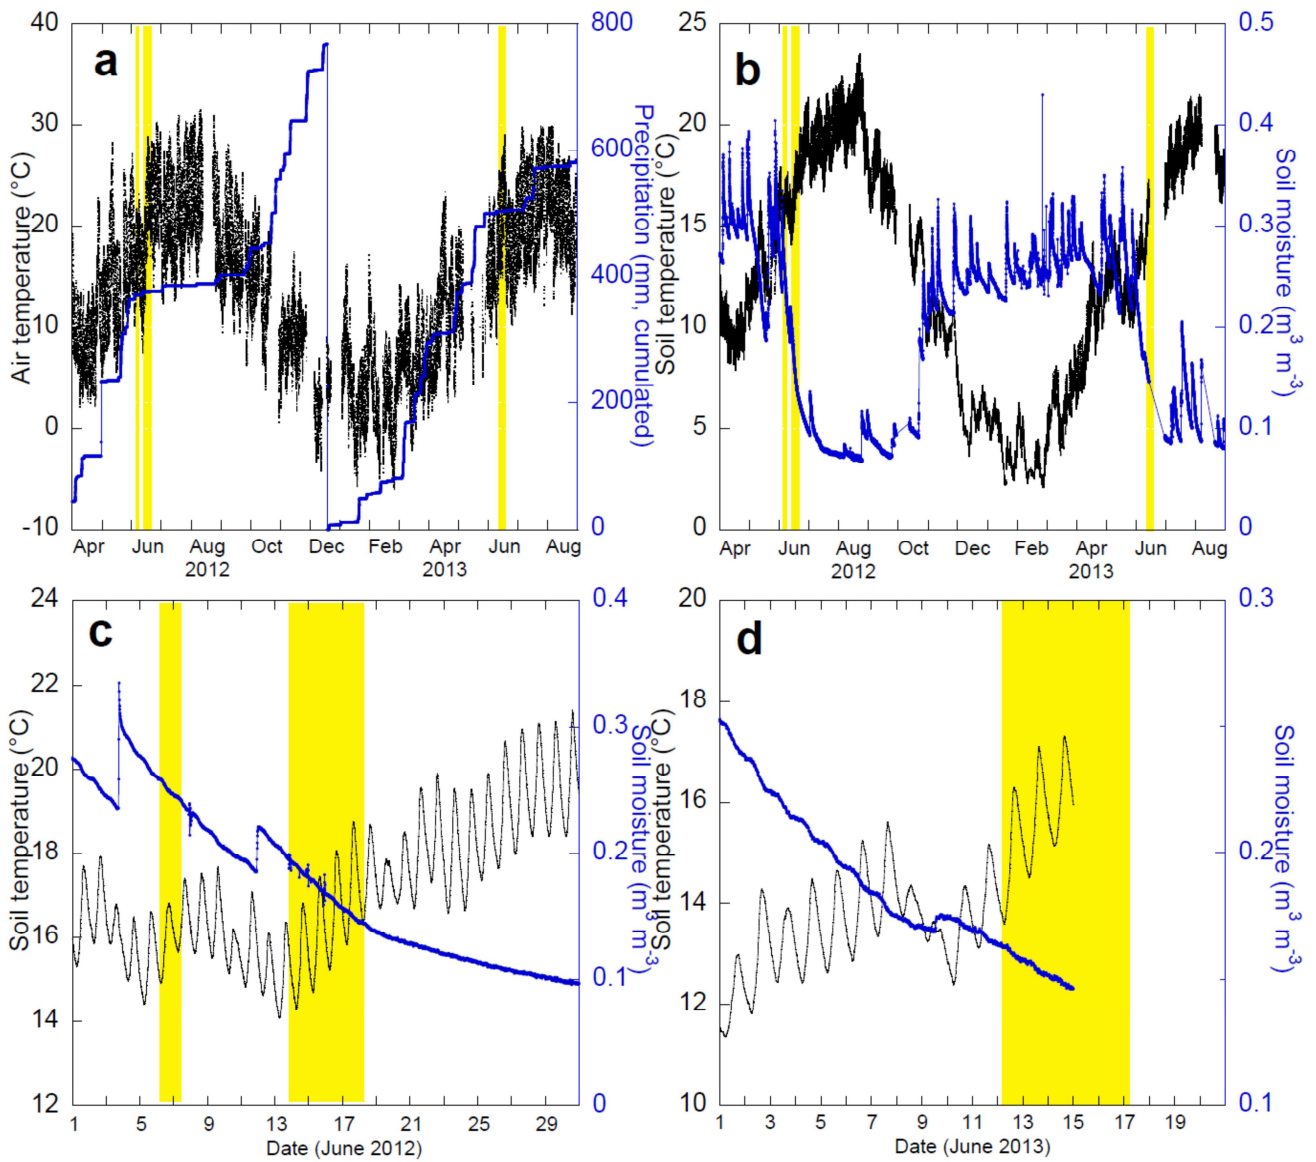 a
40
30
20
10
0
-10
Air temperature (°C)
800
600
400
200
0
Precipitation (mm, cumulated)
Apr Jun Aug Oct Dec Feb Apr Jun Aug
2012 2013
b
25
20
15
10
5
0
Soil temperature (°C)
0.5
0.4
0.3
0.2
0.1
0
Soil moisture (m3 m-3)
Apr Jun Aug Oct Dec Feb Apr Jun Aug
2012 2013
c
24
22
20
18
16
14
12
Soil temperature (°C)
0.4
0.3
0.2
0.1
0
Soil moisture (m3 m-3)
1 5 9 13 17 21 25 29
Date (June 2012)
d
20
18
16
14
12
10
Soil temperature (°C)
0.3
0.2
0.1
Soil moisture (m3 m-3)
1 3 5 7 9 11 13 15 17 19
Date (June 2013)